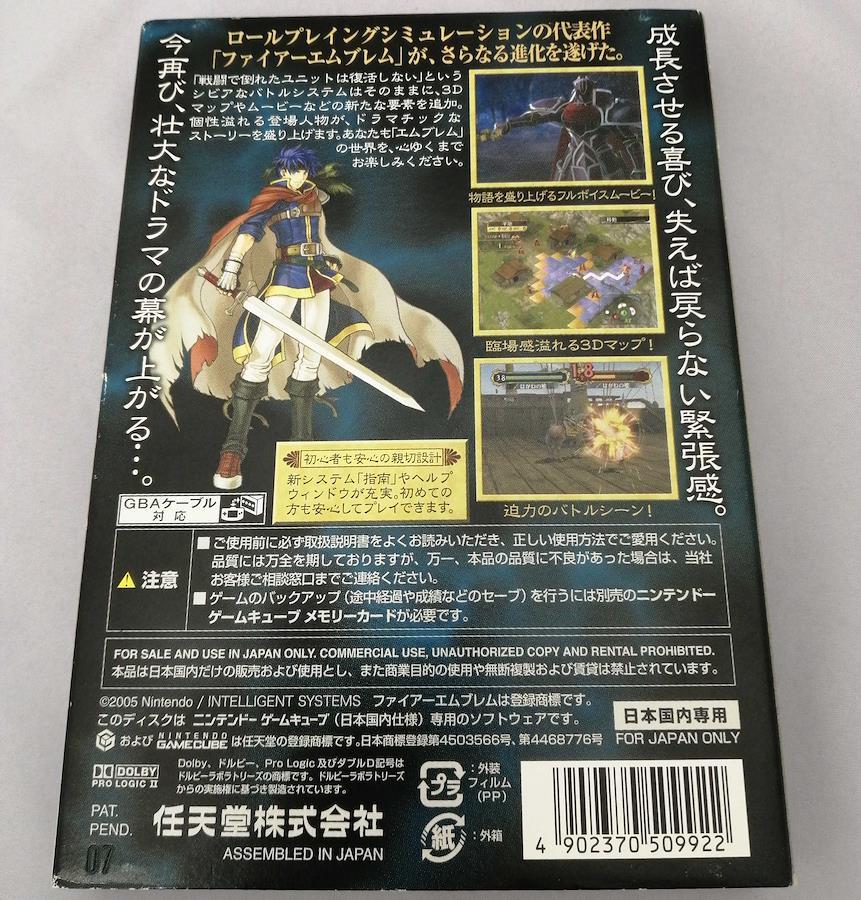 ロールプレイングシミュレーションの代表作
「ファイアーエムブレム」が、さらなる進化を遂げた。
成長させる喜び、失えば戻らない緊張感。
今再び、壮大なドラマの幕が上がる…。
「戦闘で倒れたユニットは復活しない」という
シビアなバトルシステムはそのままに、3D
マップやムービーなどの新たな要素を追加。
個性溢れる登場人物が、ドラマチックな
ストーリーを盛り上げます。あなたも「エムブレム」
の世界を、心ゆくまで
お楽しみください。
物語を盛り上げるフルボイスムービー!
移動
臨場感溢れる3Dマップ!
38
18
はがねの槍
はがねの槍
迫力のバトルシーン!
初心者も安心の親切設計
新システム「指南」やヘルプ
ウィンドウが充実。初めての
方も安心してプレイできます。
GBAケーブル
対応
注意
■ご使用前に必ず取扱説明書をよくお読みいただき、正しい使用方法でご愛用ください。
品質には万全を期しておりますが、万一、本品の品質に不良があった場合は、当社
お客様ご相談窓口までご連絡ください。
■ゲームのバックアップ(途中経過や成績などのセーブ)を行うには別売のニンテンドー
ゲームキューブ メモリーカードが必要です。
FOR SALE AND USE IN JAPAN ONLY. COMMERCIAL USE, UNAUTHORIZED COPY AND RENTAL PROHIBITED.
本品は日本国内だけの販売および使用とし、また商業目的の使用や無断複製および賃貸は禁止されています。
©2005 Nintendo / INTELLIGENT SYSTEMS ファイアーエムブレムは登録商標です。
このディスクは ニンテンドー ゲームキューブ(日本国内仕様)専用のソフトウェアです。
および NINTENDO GAMECUBE は任天堂の登録商標です。日本商標登録第4503566号、第4468776号
日本国内専用
FOR JAPAN ONLY
DOLBY
PRO LOGIC II
Dolby、ドルビー、Pro Logic 及びダブルD記号は
ドルビーラボラトリーズの商標です。ドルビーラボラトリーズ
からの実施権に基づき製造されています。
プラ
:外装
フィルム
(PP)
紙
:外箱
PAT.
PEND.
任天堂株式会社
ASSEMBLED IN JAPAN
07
4 902370 509922